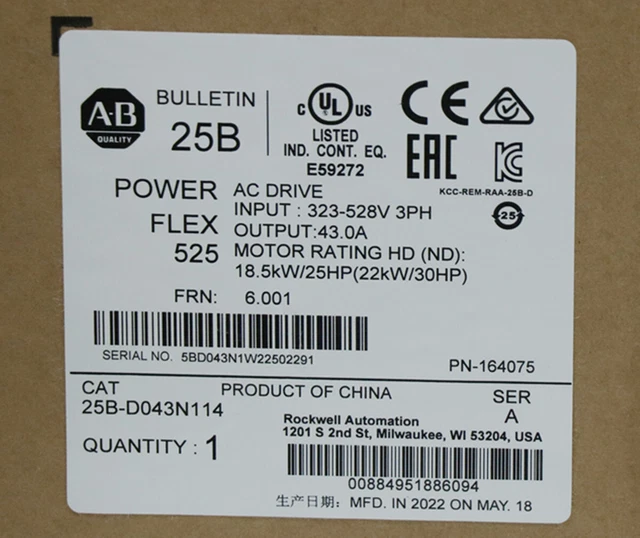 A-B
QUALITY
BULLETIN
25B
C UL US
LISTED
IND. CONT. EQ.
E59272
CE
EAC
KC
KCC-REM-RAA-25B-D
25
POWER
FLEX
525
AC DRIVE
INPUT : 323-528V 3PH
OUTPUT:43.0A
MOTOR RATING HD (ND):
18.5kW/25HP(22kW/30HP)
FRN: 6.001
SERIAL NO. 5BD043N1W22502291
PN-164075
CAT
25B-D043N114
PRODUCT OF CHINA
SER
A
QUANTITY : 1
Rockwell Automation
1201 S 2nd St, Milwaukee, WI 53204, USA
00884951886094
生产日期: MFD. IN 2022 ON MAY. 18